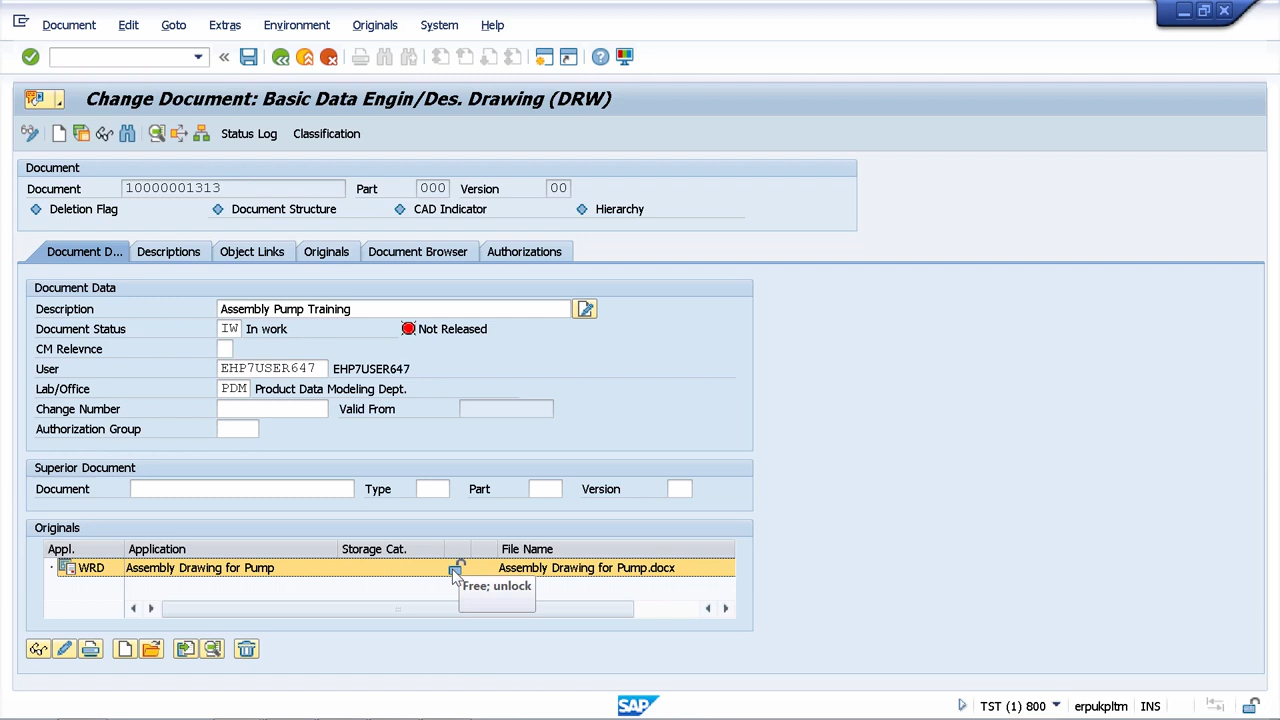 Document Edit Goto Extras Environment Originals System Help
Change Document: Basic Data Engin/Des. Drawing (DRW)
Status Log Classification
Document
Document 10000001313 Part 000 Version 00
Deletion Flag Document Structure CAD Indicator Hierarchy
Document D... Descriptions Object Links Originals Document Browser Authorizations
Document Data
Description Assembly Pump Training
Document Status IW In work Not Released
CM Relevnce
User EHP7USER647 EHP7USER647
Lab/Office PDM Product Data Modeling Dept.
Change Number Valid From
Authorization Group
Superior Document
Document Type Part Version
Originals
Appl. Application Storage Cat. File Name
WRD Assembly Drawing for Pump Assembly Drawing for Pump.docx
Free; unlock
SAP TST (1) 800 erpukpltm INS